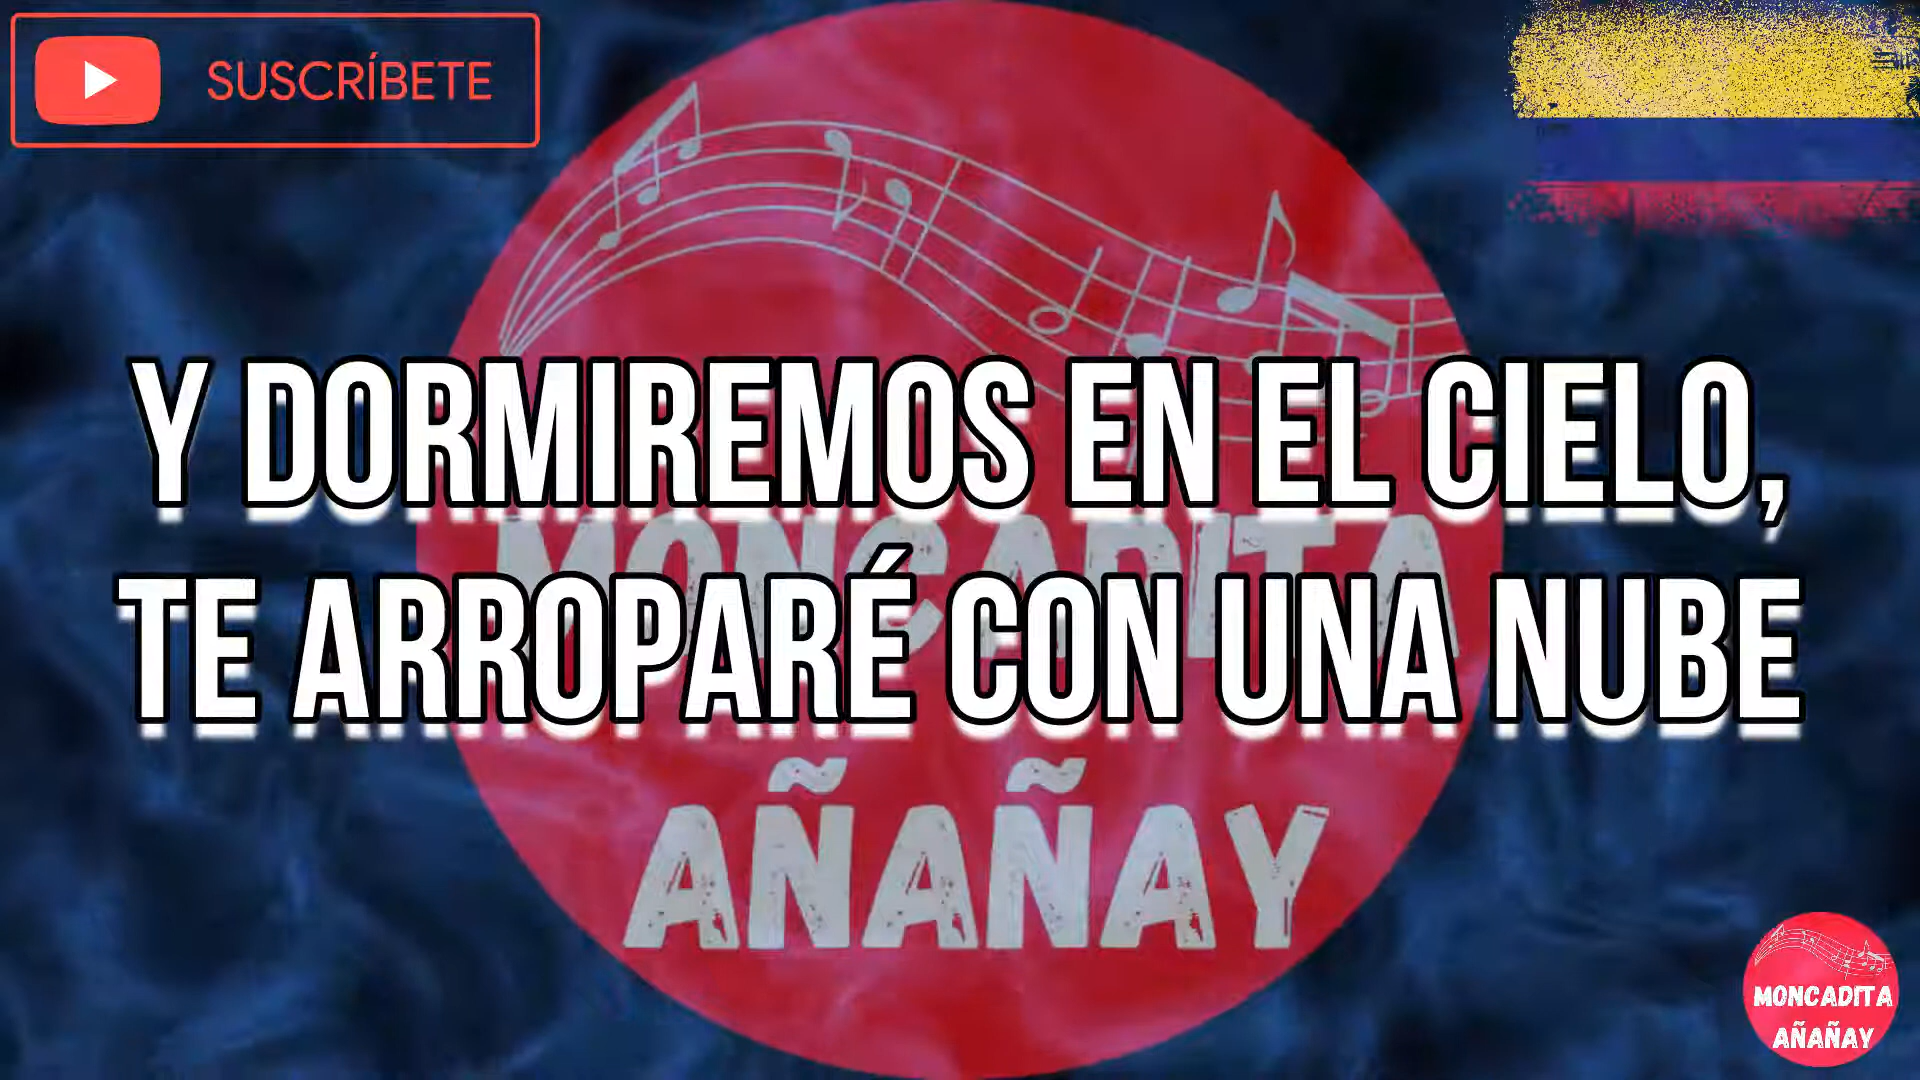 SUSCRÍBETE
Y DORMIREMOS EN EL CIELO,
MONCADITA
TE ARROPARÉ CON UNA NUBE
AÑAÑAY
MONCADITA
AÑAÑAY